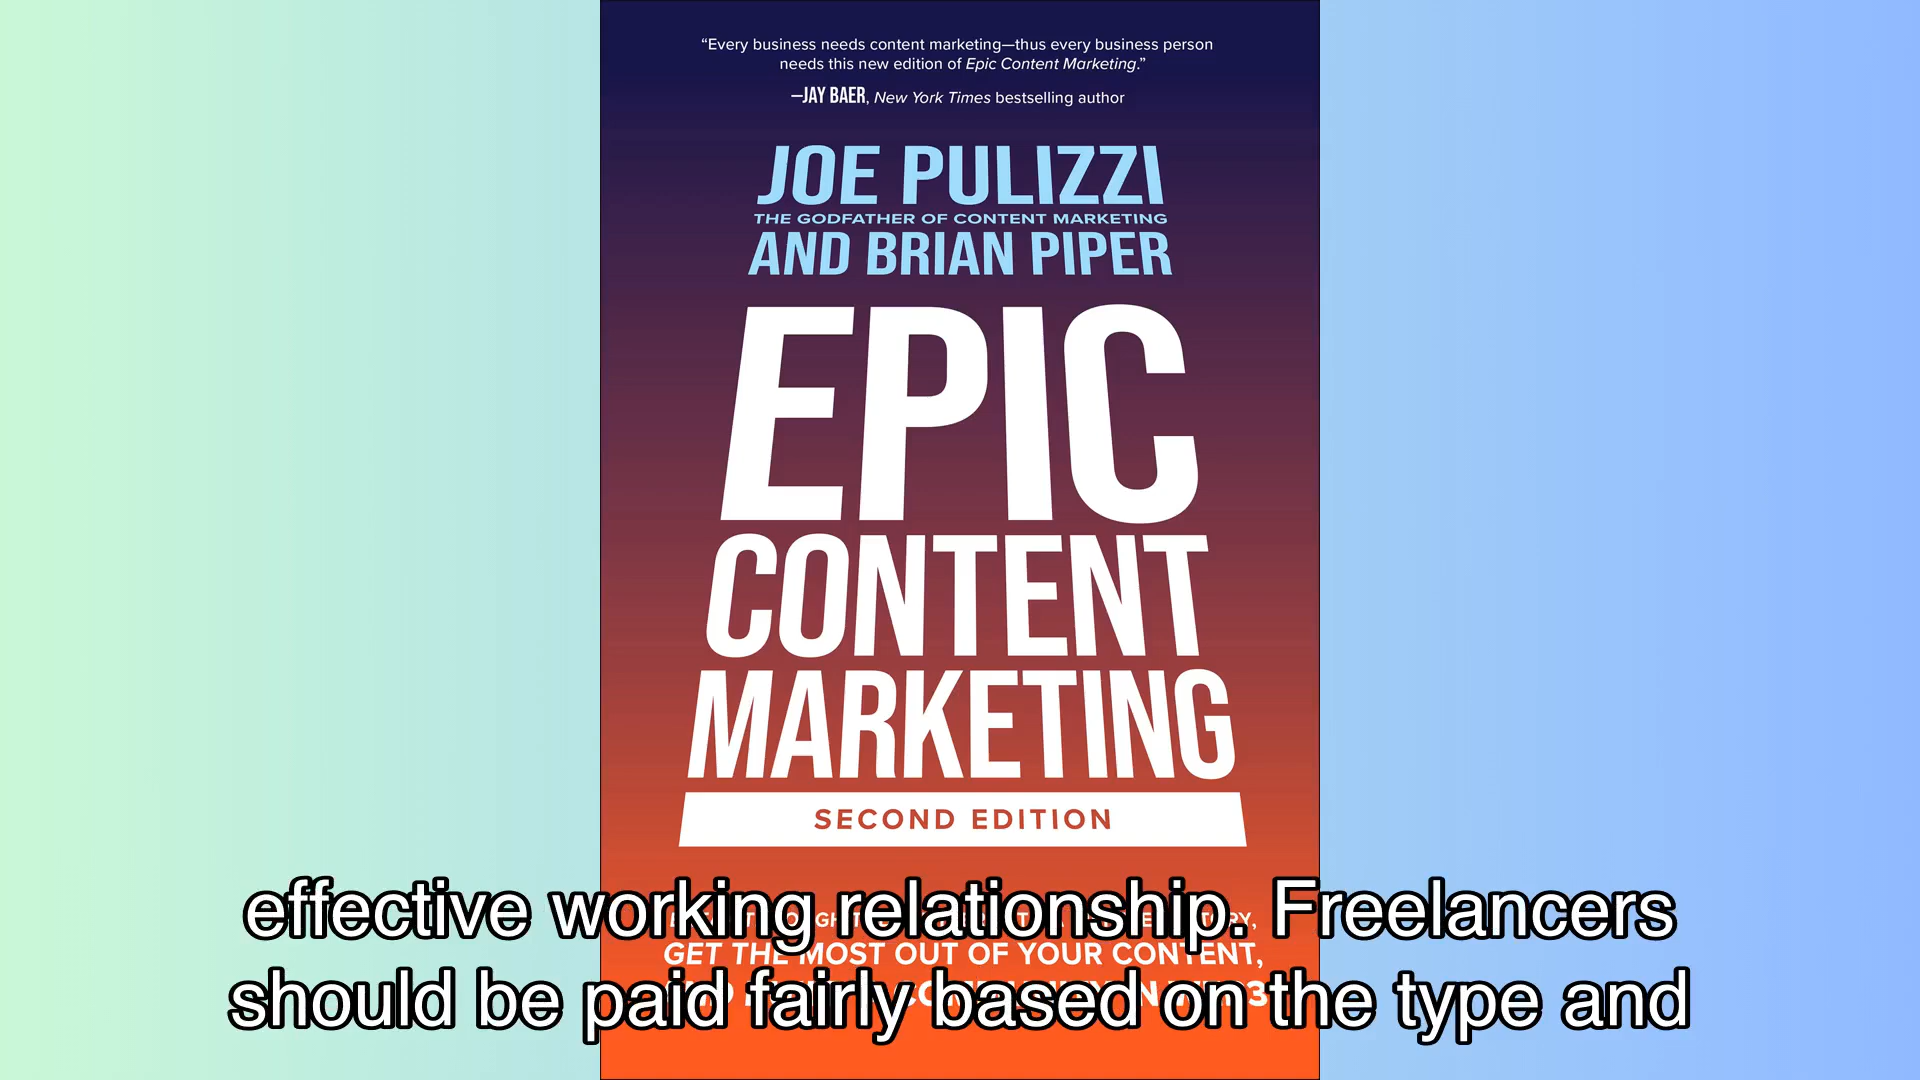 “Every business needs content marketing—thus every business person
needs this new edition of Epic Content Marketing.”
—JAY BAER, New York Times bestselling author
JOE PULIZZI
THE GODFATHER OF CONTENT MARKETING
AND BRIAN PIPER
EPIC
CONTENT
MARKETING
SECOND EDITION
effective working relationship. Freelancers
GET THE MOST OUT OF YOUR CONTENT,
should be paid fairly based on the type and